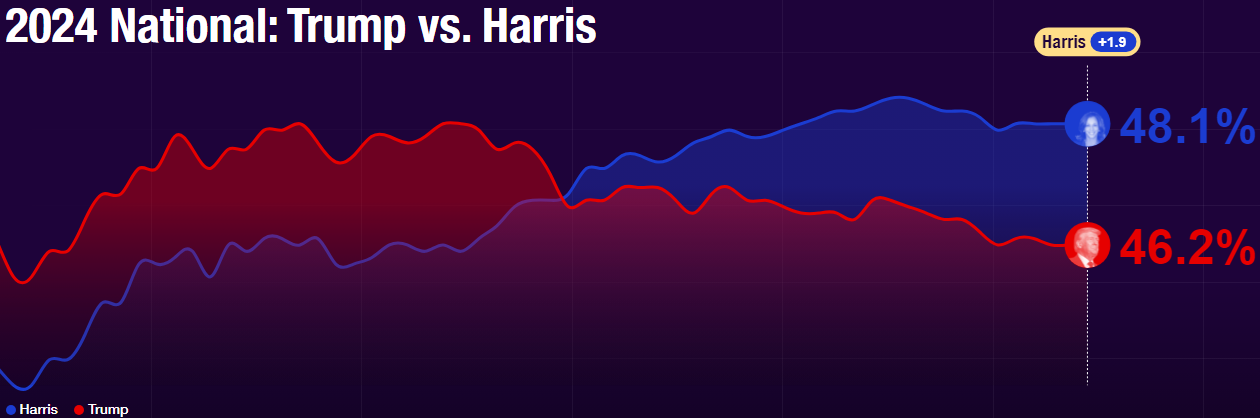 2024 National: Trump vs. Harris
Harris +1.9
48.1%
46.2%
Harris Trump